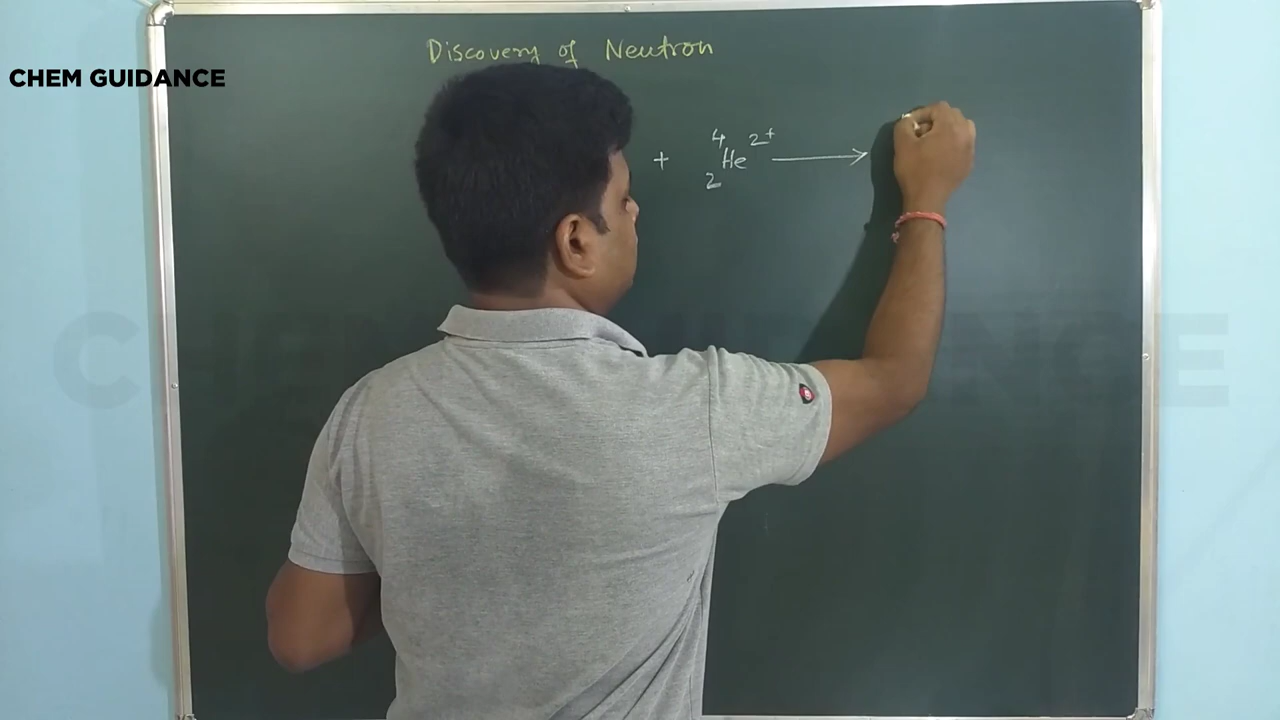 Discovery of Neutron
CHEM GUIDANCE
+ ⁴₂He²⁺ ⟶